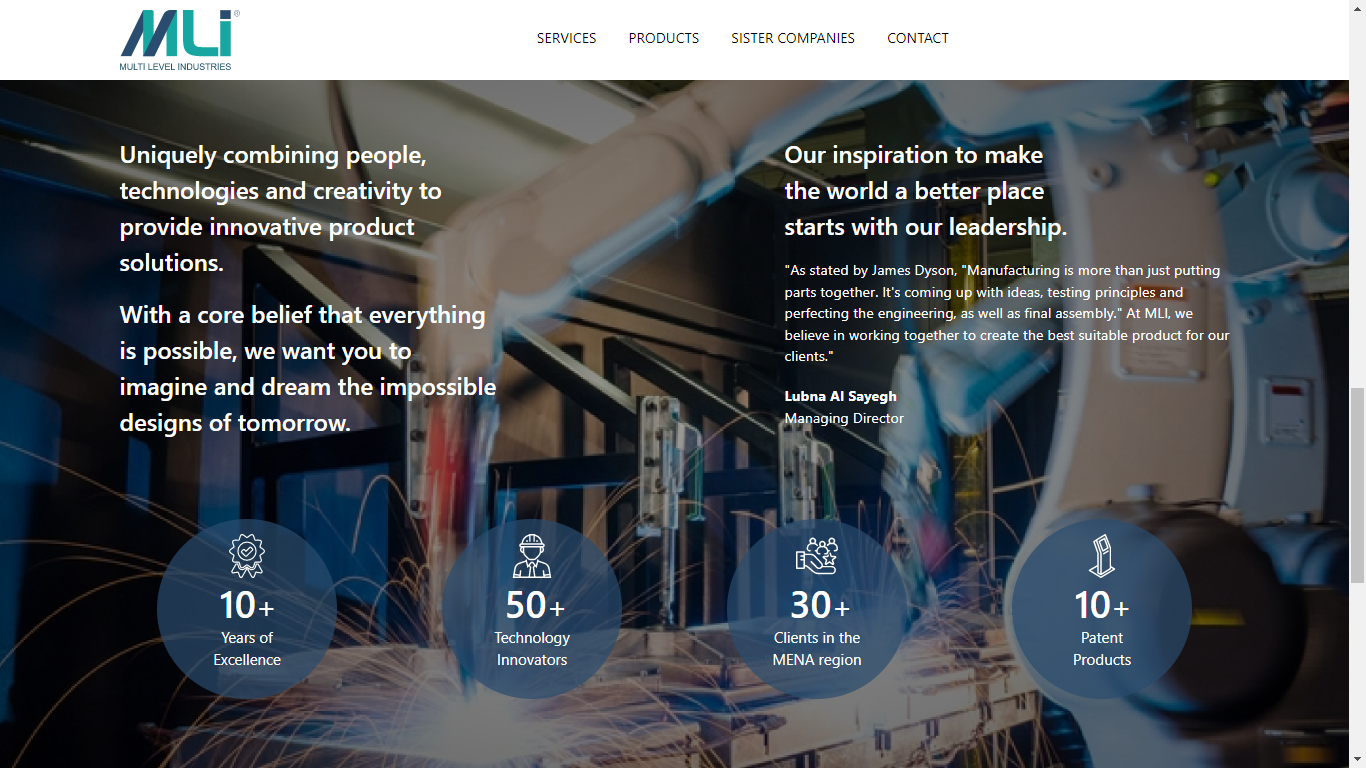 MLi®
MULTI LEVEL INDUSTRIES
SERVICES PRODUCTS SISTER COMPANIES CONTACT
Uniquely combining people,
technologies and creativity to
provide innovative product
solutions.
With a core belief that everything
is possible, we want you to
imagine and dream the impossible
designs of tomorrow.
Our inspiration to make
the world a better place
starts with our leadership.
"As stated by James Dyson, "Manufacturing is more than just putting
parts together. It's coming up with ideas, testing principles and
perfecting the engineering, as well as final assembly." At MLI, we
believe in working together to create the best suitable product for our
clients."
Lubna Al Sayegh
Managing Director
10+
Years of
Excellence
50+
Technology
Innovators
30+
Clients in the
MENA region
10+
Patent
Products